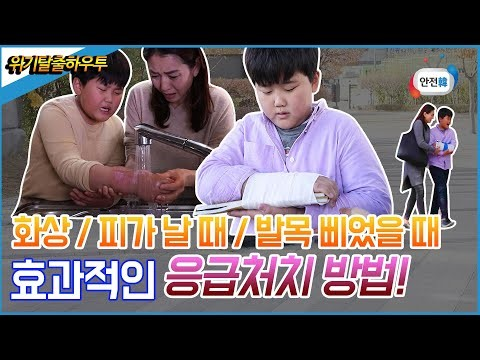 위기탈출하우투
안전韓
화상 / 피가 날 때 / 발목 삐었을 때
효과적인 응급처치 방법!